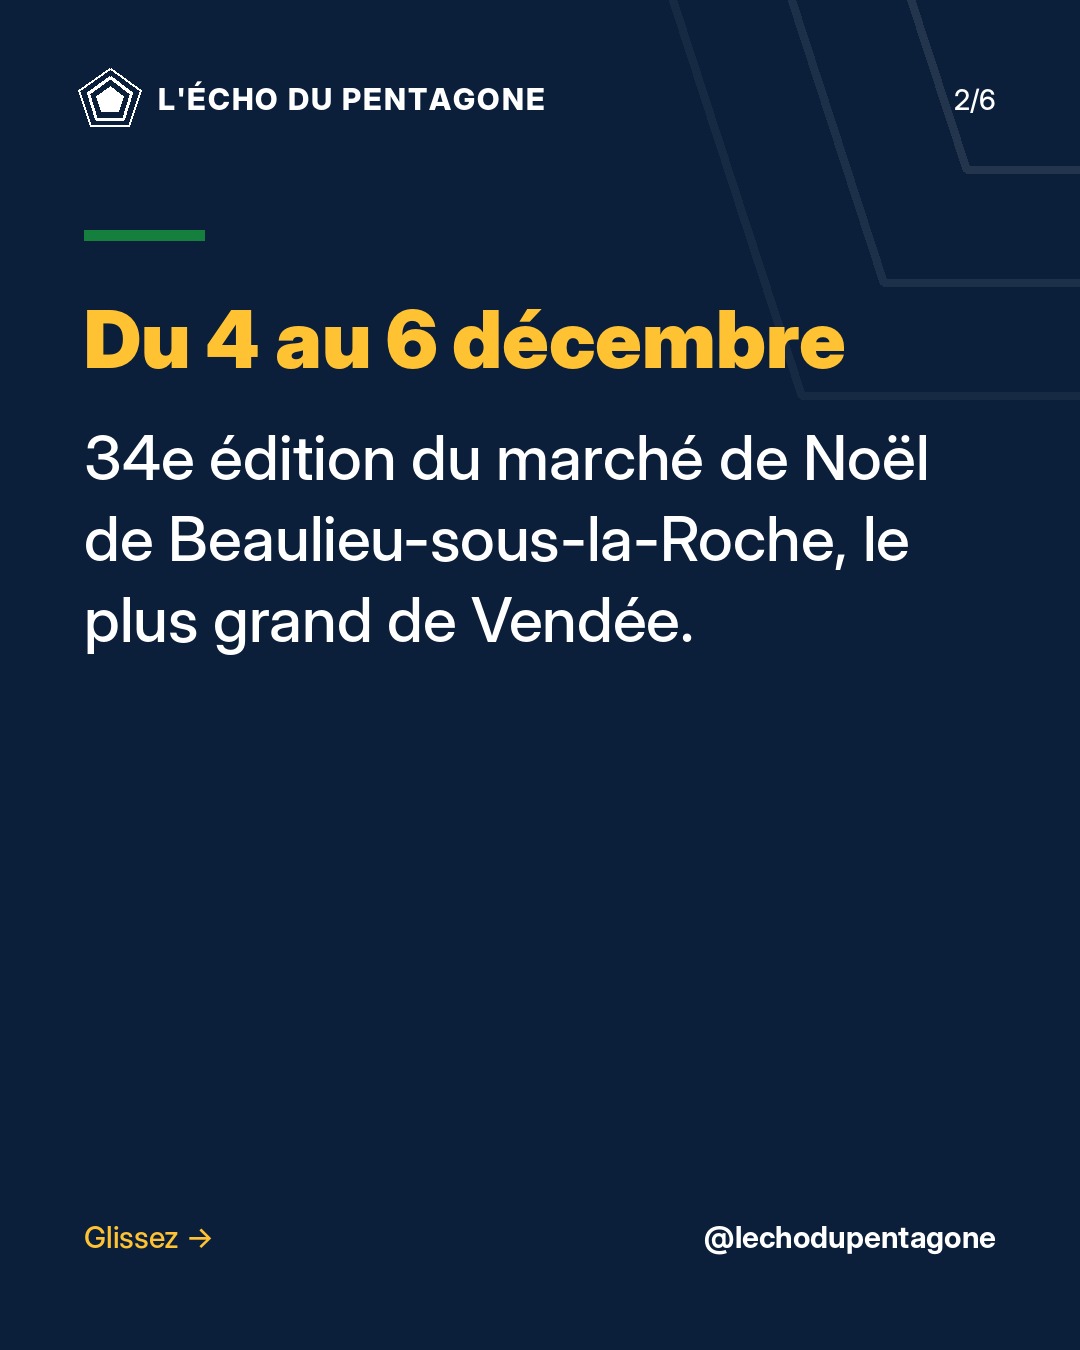 L'ÉCHO DU PENTAGONE
2/6
Du 4 au 6 décembre
34e édition du marché de Noël
de Beaulieu-sous-la-Roche, le
plus grand de Vendée.
Glissez →
@lechodupentagone